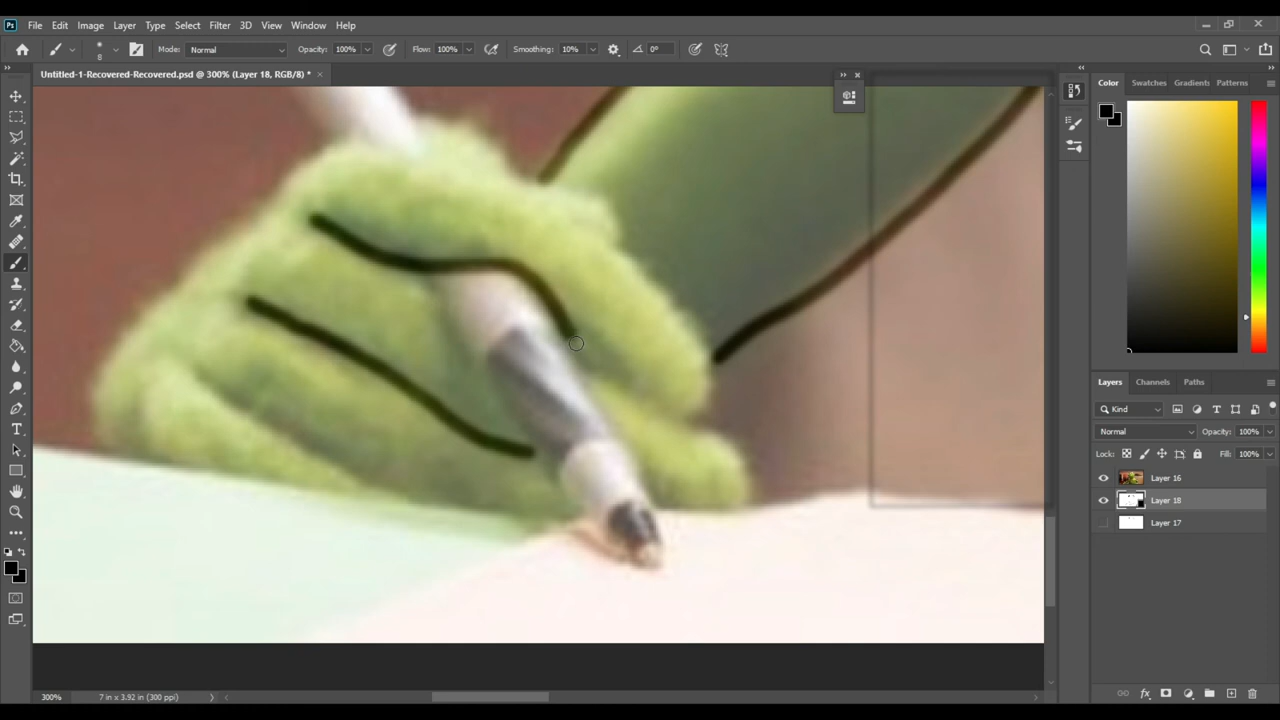 Ps File Edit Image Layer Type Select Filter 3D View Window Help
8 Mode: Normal Opacity: 100% Flow: 100% Smoothing: 10% 0°
Untitled-1-Recovered-Recovered.psd @ 300% (Layer 18, RGB/8) *
Color Swatches Gradients Patterns
Layers Channels Paths
Kind
Normal Opacity: 100%
Lock: Fill: 100%
Layer 16
Layer 18
Layer 17
300% 7 in x 3.92 in (300 ppi)
fx